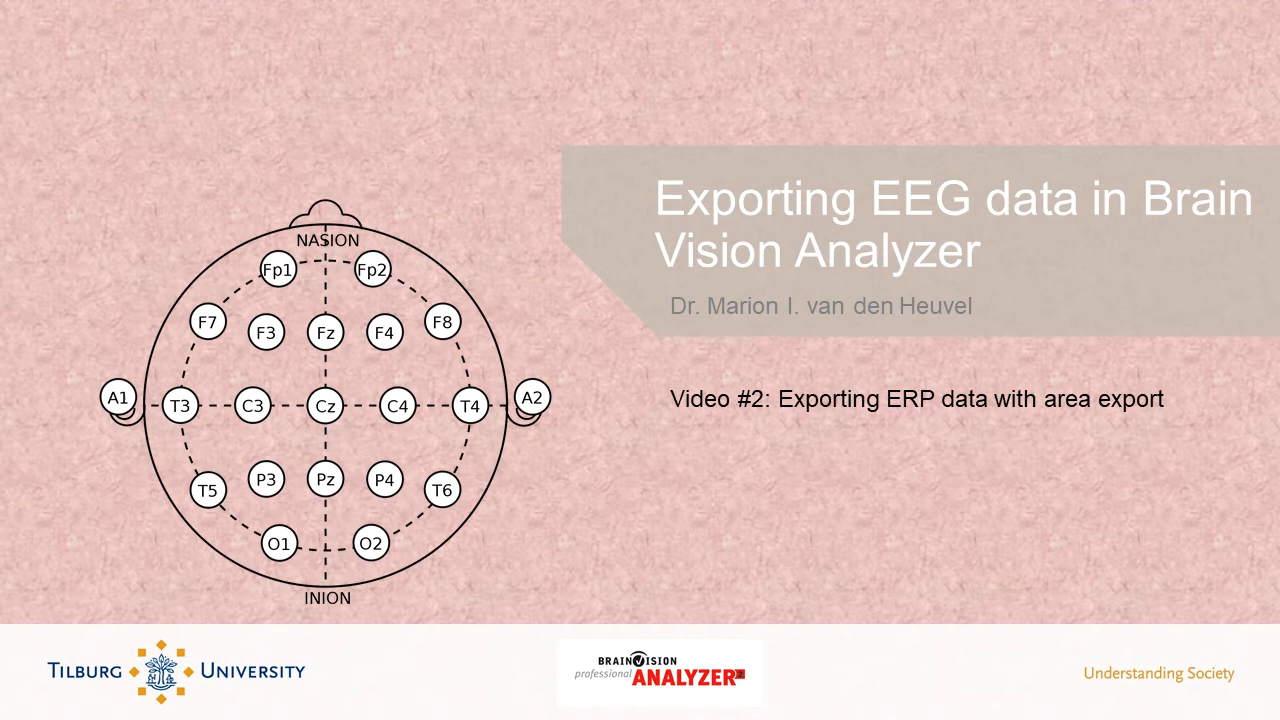 Exporting EEG data in Brain
Vision Analyzer
Dr. Marion I. van den Heuvel
Video #2: Exporting ERP data with area export
NASION
Fp1 Fp2
F7 F3 Fz F4 F8
A1 T3 C3 Cz C4 T4 A2
T5 P3 Pz P4 T6
O1 O2
INION
TILBURG UNIVERSITY
BRAINVISION
professional ANALYZER 2
Understanding Society